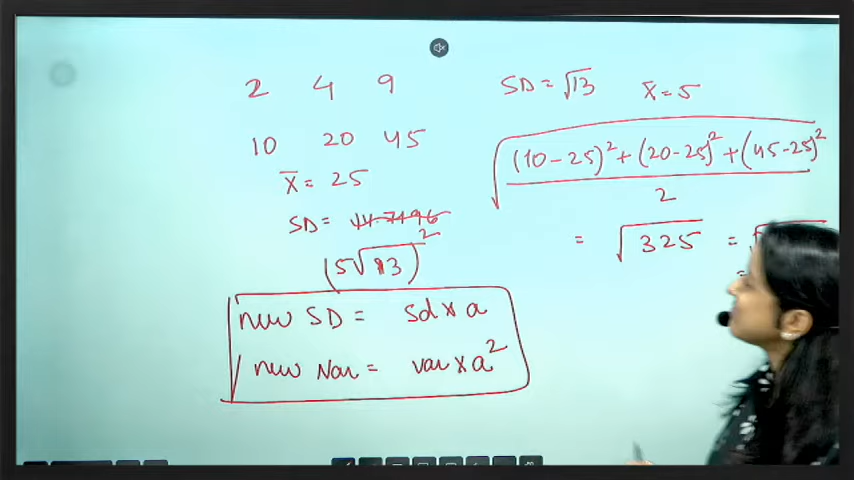 2 4 9
SD = √13 x̄ = 5
10 20 45
√((10-25)² + (20-25)² + (45-25)² / 2)
x̄ = 25
SD =
= √325 =
(5√13)²
new SD = sd x a
new Var = var x a²